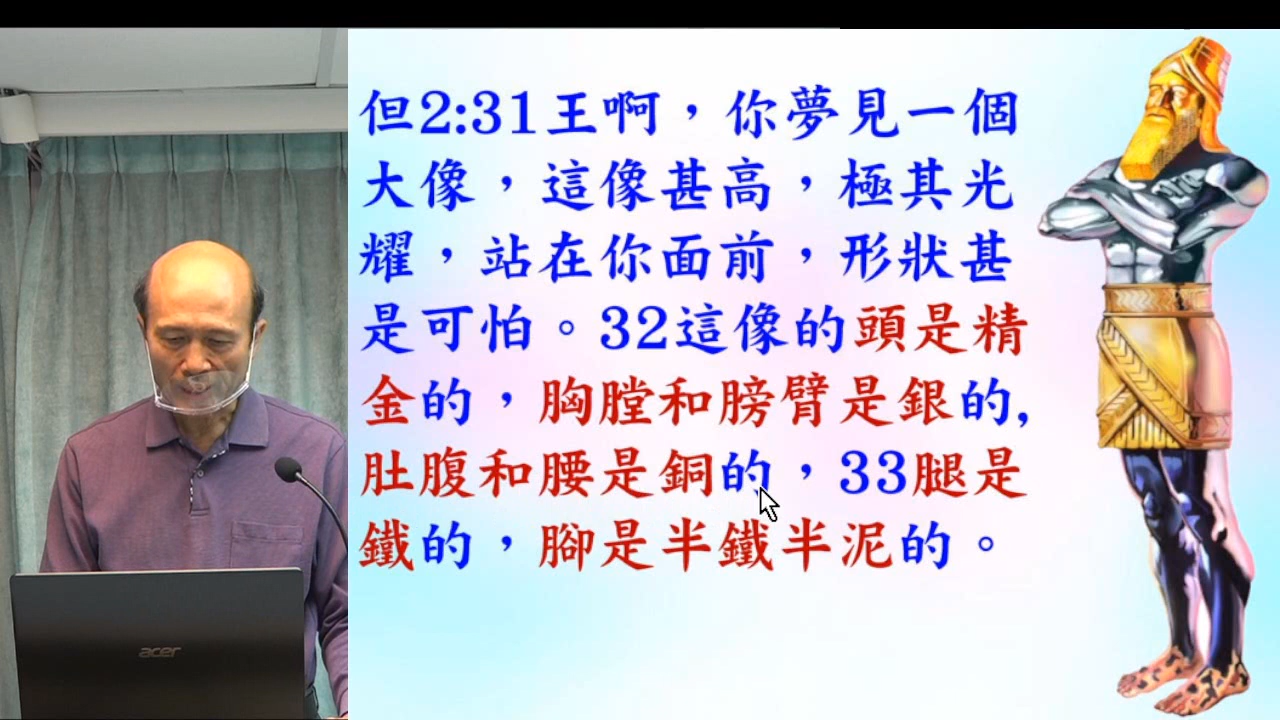 但2:31王啊，你夢見一個
大像，這像甚高，極其光
耀，站在你面前，形狀甚
是可怕。32這像的頭是精
金的，胸膛和膀臂是銀的,
肚腹和腰是銅的，33腿是
鐵的，腳是半鐵半泥的。
acer